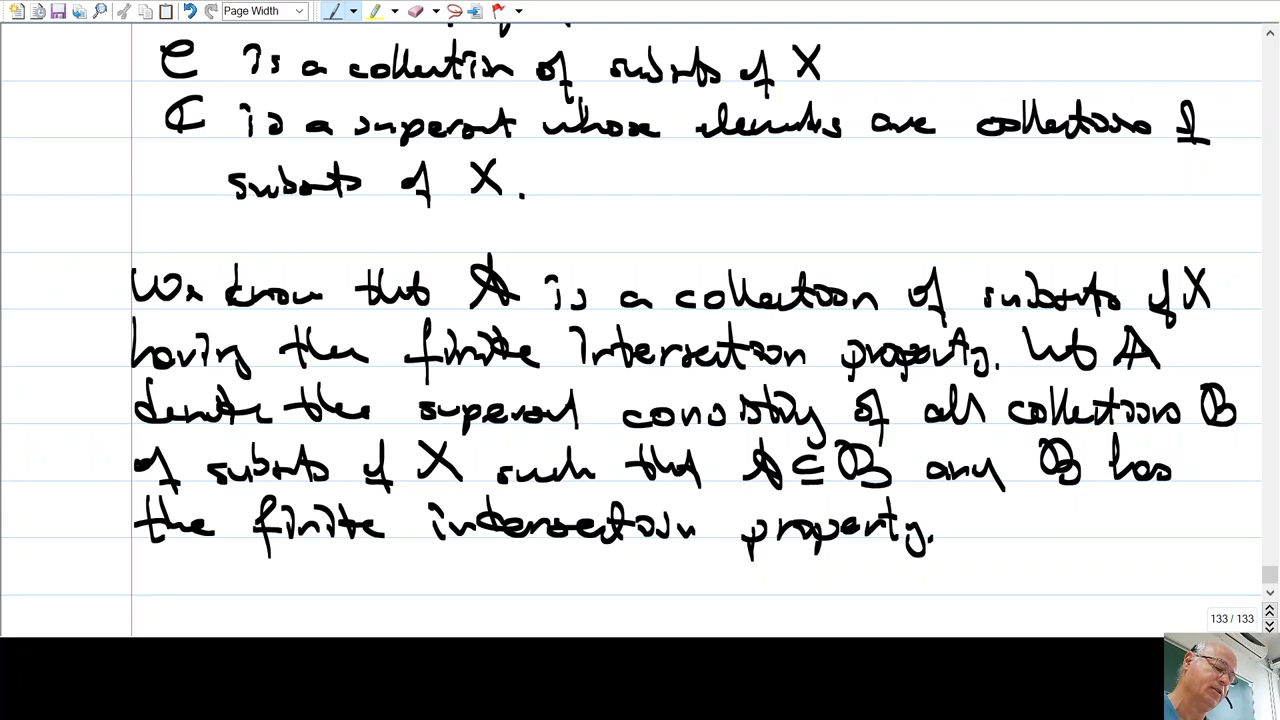 Page Width
𝒞 is a collection of subsets of X
ℂ is a superset whose elements are collections of
subsets of X.
We know that 𝒜 is a collection of subsets of X
having the finite intersection property. Let 𝔸
denote the superset consisting of all collections ℬ
of subsets of X such that 𝒜 ⊆ ℬ and ℬ has
the finite intersection property.
133 / 133